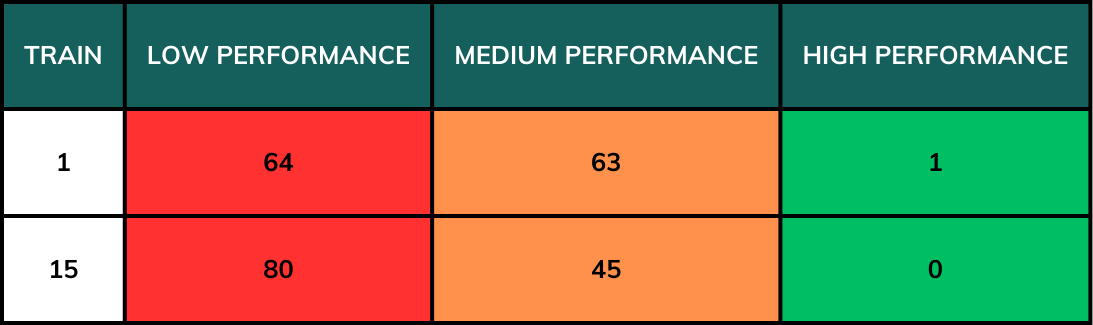 TRAIN LOW PERFORMANCE MEDIUM PERFORMANCE HIGH PERFORMANCE
1 64 63 1
15 80 45 0